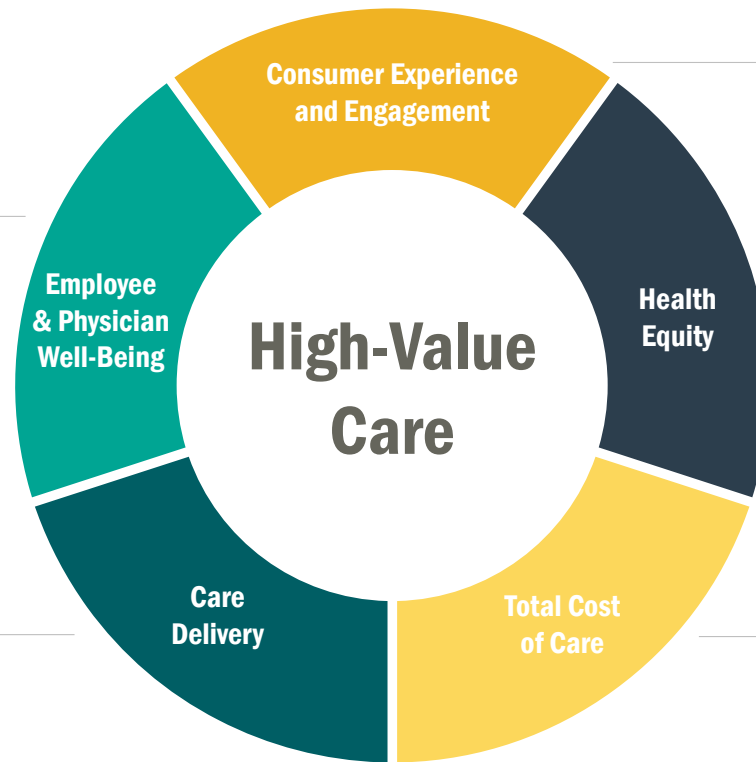 Consumer Experience
and Engagement
Employee
& Physician
Well-Being
Health
Equity
High-Value
Care
Care
Delivery
Total Cost
of Care